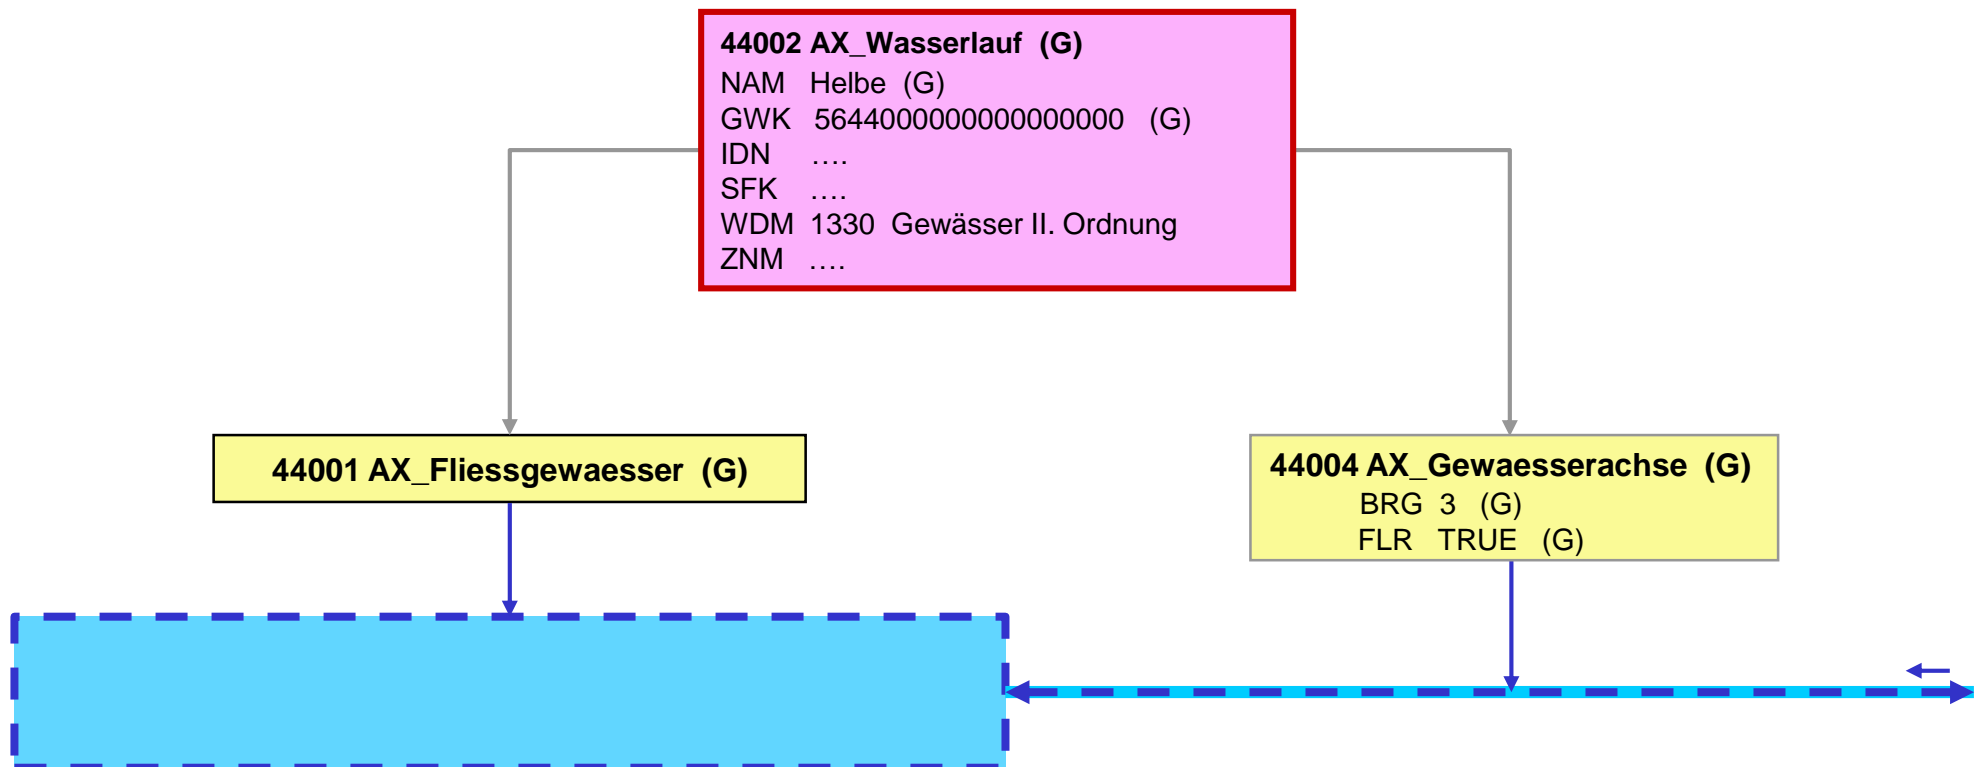 44002 AX_Wasserlauf (G)
NAM Helbe (G)
GWK 5644000000000000000 (G)
IDN ….
SFK ….
WDM 1330 Gewässer II. Ordnung
ZNM ….
44001 AX_Fliessgewaesser (G)
44004 AX_Gewaesserachse (G)
BRG 3 (G)
FLR TRUE (G)